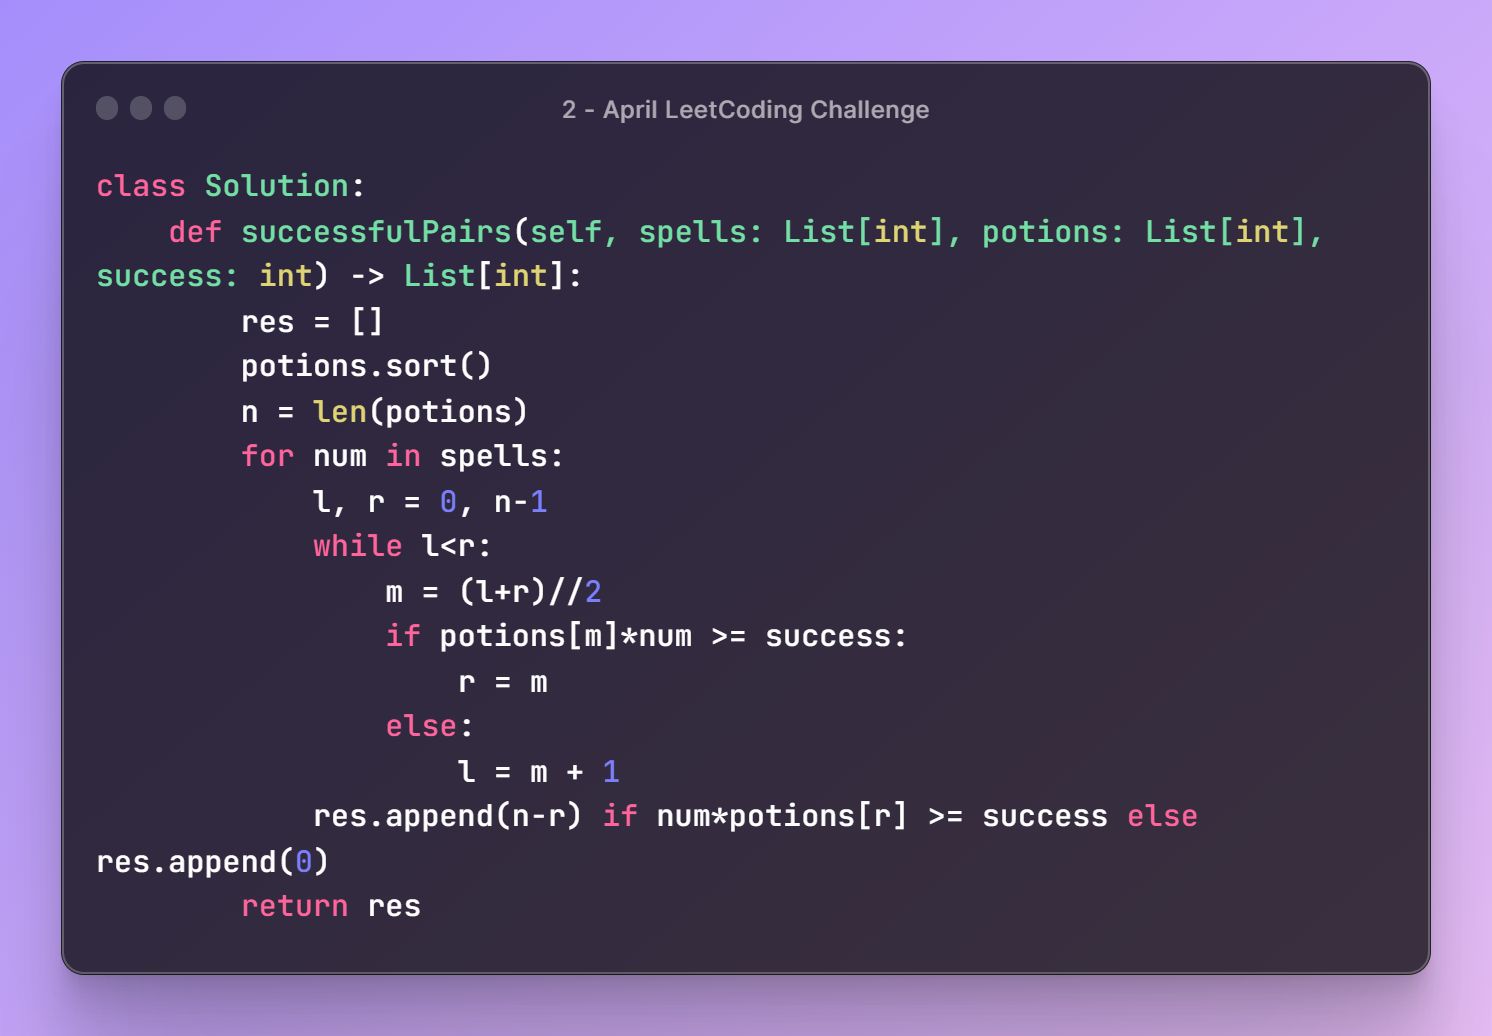 2 - April LeetCoding Challenge
class Solution:
    def successfulPairs(self, spells: List[int], potions: List[int],
success: int) -> List[int]:
        res = []
        potions.sort()
        n = len(potions)
        for num in spells:
            l, r = 0, n-1
            while l<r:
                m = (l+r)//2
                if potions[m]*num >= success:
                    r = m
                else:
                    l = m + 1
            res.append(n-r) if num*potions[r] >= success else
res.append(0)
        return res